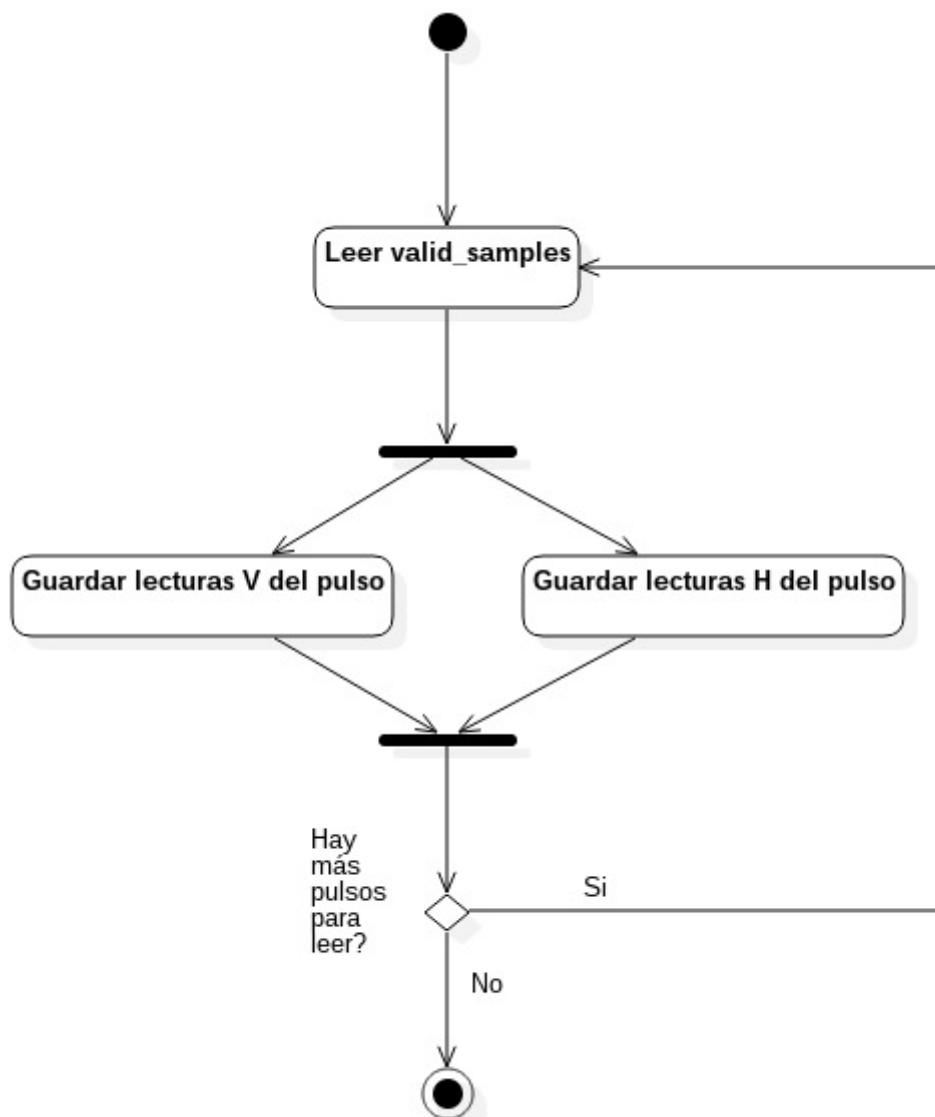 Leer valid_samples
Guardar lecturas V del pulso
Guardar lecturas H del pulso
Hay
más
pulsos
para
leer?
Si
No